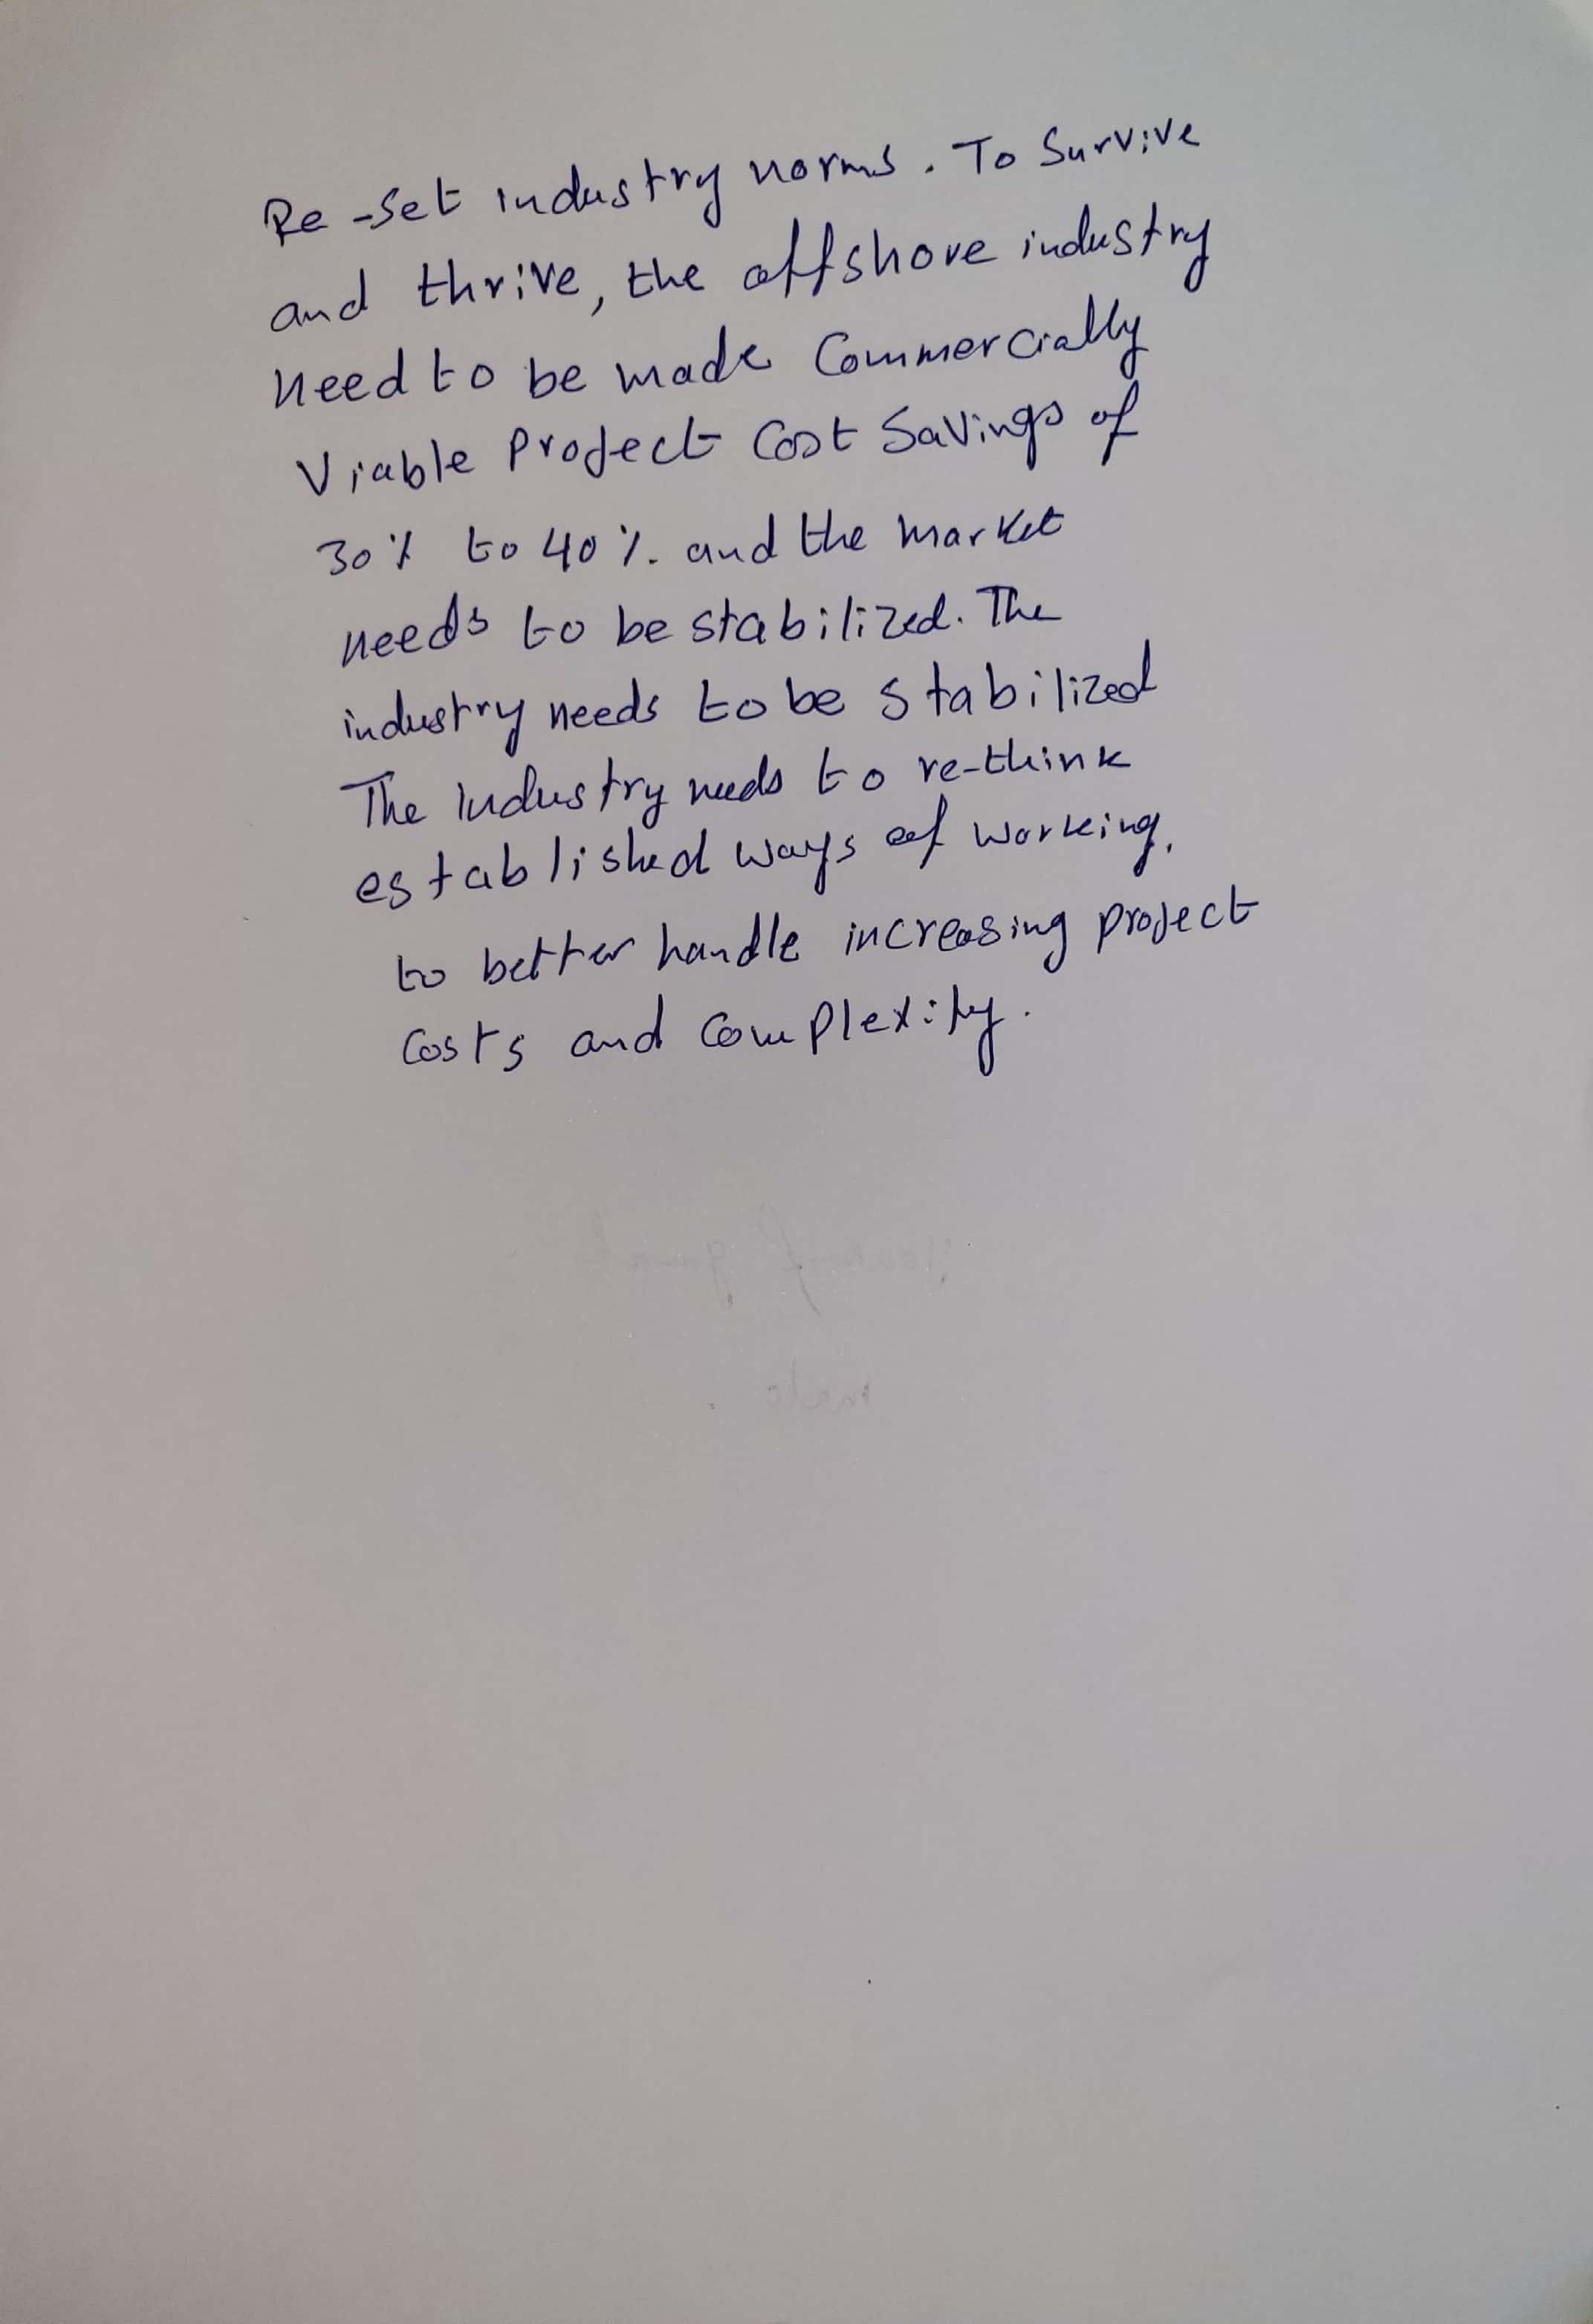 Re-set industry norms. To Survive
and thrive, the offshore industry
need to be made Commercially
Viable Project Cost Savings of
30% to 40%. and the market
needs to be stabilized. The
industry needs to be stabilized
The industry needs to re-think
established ways of working,
to better handle increasing project
Costs and complexity.